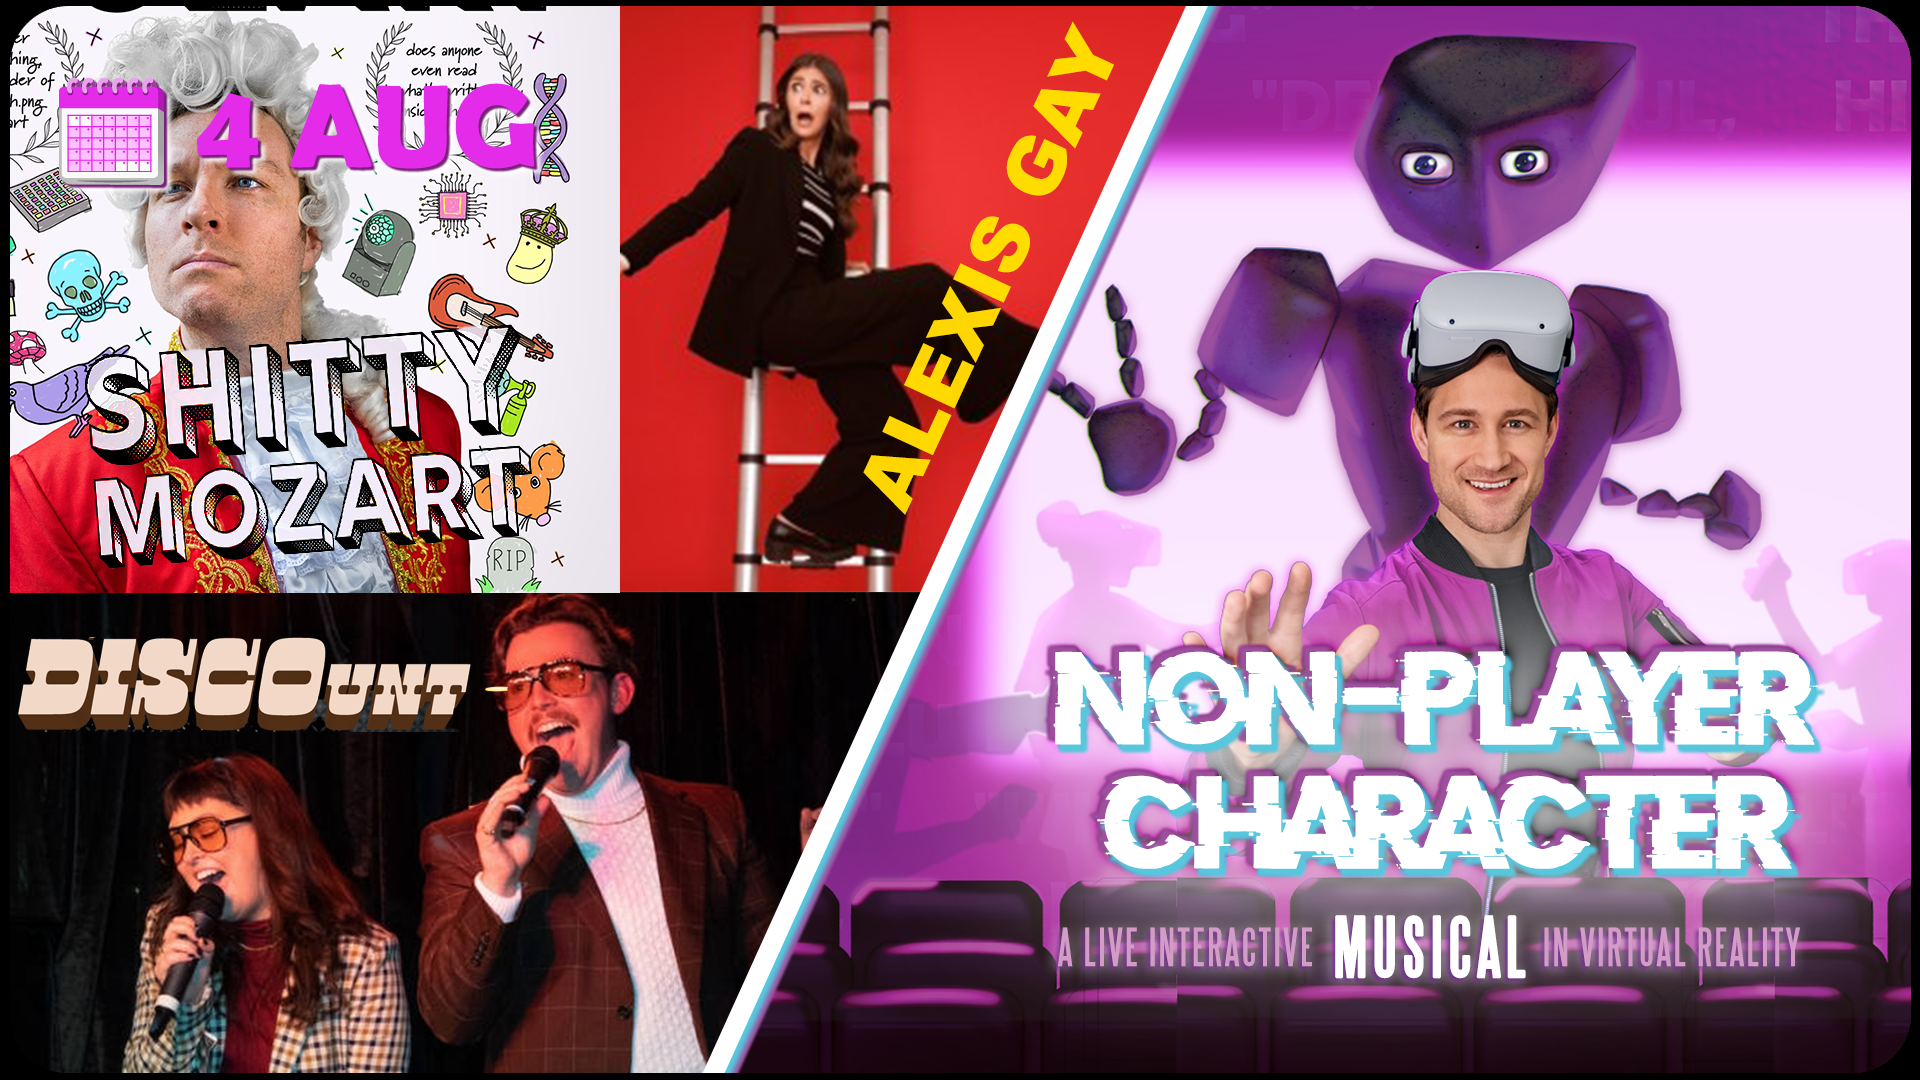 does anyone
even read
4 AUG
SHITTY
MOZART
RIP
ALEXIS GAY
DISCOUNT
NON-PLAYER
CHARACTER
A LIVE INTERACTIVE MUSICAL IN VIRTUAL REALITY